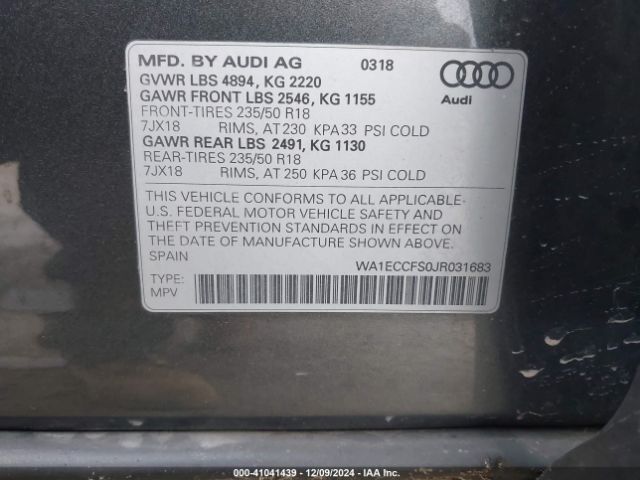 MFD. BY AUDI AG 0318
GVWR LBS 4894, KG 2220
GAWR FRONT LBS 2546, KG 1155
FRONT-TIRES 235/50 R18
7JX18 RIMS, AT 230 KPA 33 PSI COLD
GAWR REAR LBS 2491, KG 1130
REAR-TIRES 235/50 R18
7JX18 RIMS, AT 250 KPA 36 PSI COLD
Audi
THIS VEHICLE CONFORMS TO ALL APPLICABLE-
U.S. FEDERAL MOTOR VEHICLE SAFETY AND
THEFT PREVENTION STANDARDS IN EFFECT ON
THE DATE OF MANUFACTURE SHOWN ABOVE.
SPAIN
WA1ECCFS0JR031683
TYPE:
MPV
000-41041439 - 12/09/2024 - IAA Inc.